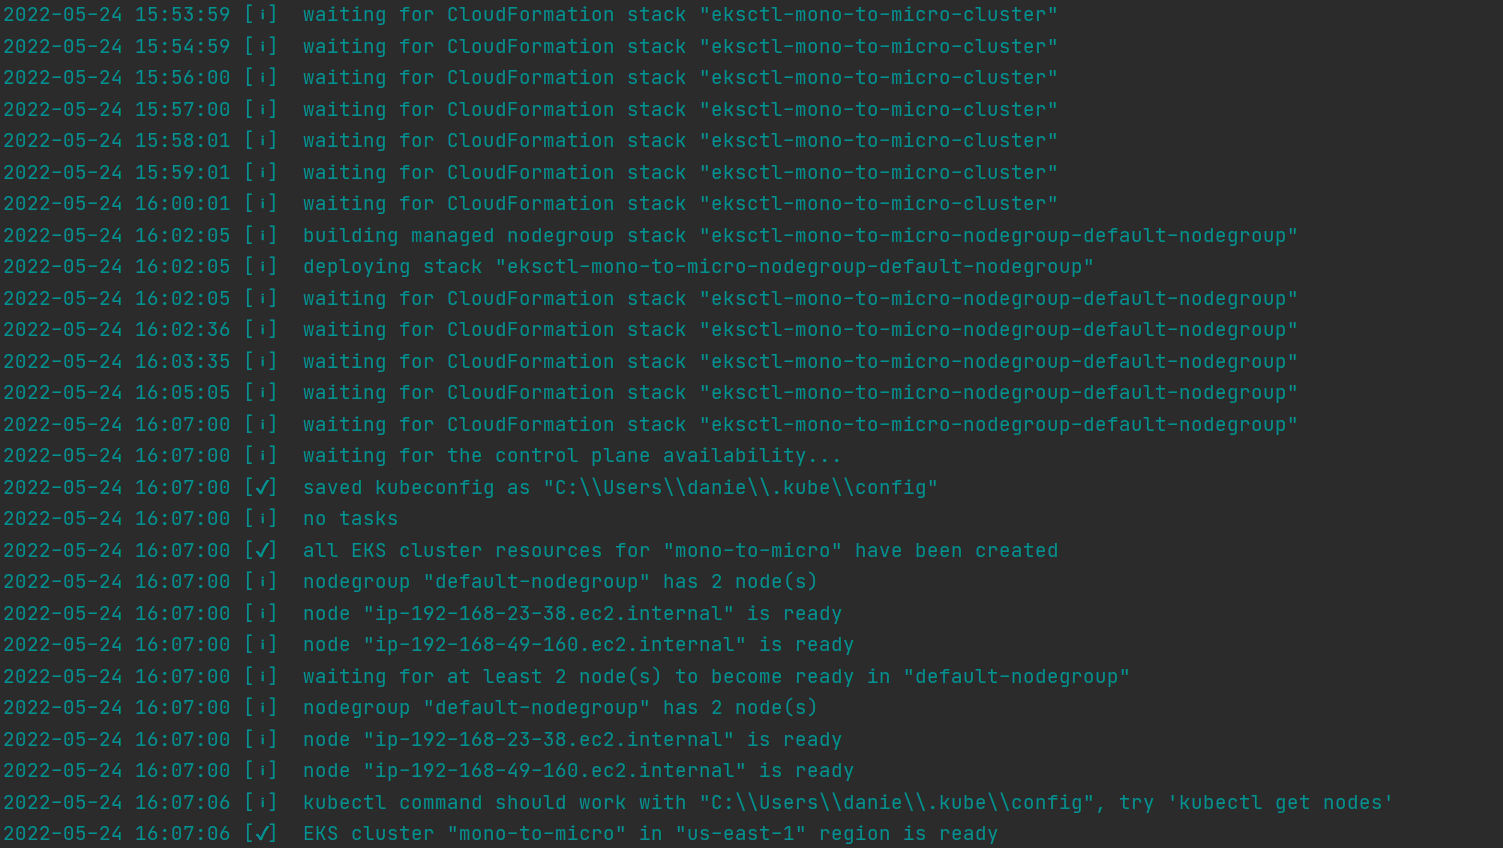 2022-05-24 15:53:59 [ℹ]  waiting for CloudFormation stack "eksctl-mono-to-micro-cluster"
2022-05-24 15:54:59 [ℹ]  waiting for CloudFormation stack "eksctl-mono-to-micro-cluster"
2022-05-24 15:56:00 [ℹ]  waiting for CloudFormation stack "eksctl-mono-to-micro-cluster"
2022-05-24 15:57:00 [ℹ]  waiting for CloudFormation stack "eksctl-mono-to-micro-cluster"
2022-05-24 15:58:01 [ℹ]  waiting for CloudFormation stack "eksctl-mono-to-micro-cluster"
2022-05-24 15:59:01 [ℹ]  waiting for CloudFormation stack "eksctl-mono-to-micro-cluster"
2022-05-24 16:00:01 [ℹ]  waiting for CloudFormation stack "eksctl-mono-to-micro-cluster"
2022-05-24 16:02:05 [ℹ]  building managed nodegroup stack "eksctl-mono-to-micro-nodegroup-default-nodegroup"
2022-05-24 16:02:05 [ℹ]  deploying stack "eksctl-mono-to-micro-nodegroup-default-nodegroup"
2022-05-24 16:02:05 [ℹ]  waiting for CloudFormation stack "eksctl-mono-to-micro-nodegroup-default-nodegroup"
2022-05-24 16:02:36 [ℹ]  waiting for CloudFormation stack "eksctl-mono-to-micro-nodegroup-default-nodegroup"
2022-05-24 16:03:35 [ℹ]  waiting for CloudFormation stack "eksctl-mono-to-micro-nodegroup-default-nodegroup"
2022-05-24 16:05:05 [ℹ]  waiting for CloudFormation stack "eksctl-mono-to-micro-nodegroup-default-nodegroup"
2022-05-24 16:07:00 [ℹ]  waiting for CloudFormation stack "eksctl-mono-to-micro-nodegroup-default-nodegroup"
2022-05-24 16:07:00 [ℹ]  waiting for the control plane availability...
2022-05-24 16:07:00 [✓]  saved kubeconfig as "C:\\Users\\danie\\.kube\\config"
2022-05-24 16:07:00 [ℹ]  no tasks
2022-05-24 16:07:00 [✓]  all EKS cluster resources for "mono-to-micro" have been created
2022-05-24 16:07:00 [ℹ]  nodegroup "default-nodegroup" has 2 node(s)
2022-05-24 16:07:00 [ℹ]  node "ip-192-168-23-38.ec2.internal" is ready
2022-05-24 16:07:00 [ℹ]  node "ip-192-168-49-160.ec2.internal" is ready
2022-05-24 16:07:00 [ℹ]  waiting for at least 2 node(s) to become ready in "default-nodegroup"
2022-05-24 16:07:00 [ℹ]  nodegroup "default-nodegroup" has 2 node(s)
2022-05-24 16:07:00 [ℹ]  node "ip-192-168-23-38.ec2.internal" is ready
2022-05-24 16:07:00 [ℹ]  node "ip-192-168-49-160.ec2.internal" is ready
2022-05-24 16:07:06 [ℹ]  kubectl command should work with "C:\\Users\\danie\\.kube\\config", try 'kubectl get nodes'
2022-05-24 16:07:06 [✓]  EKS cluster "mono-to-micro" in "us-east-1" region is ready